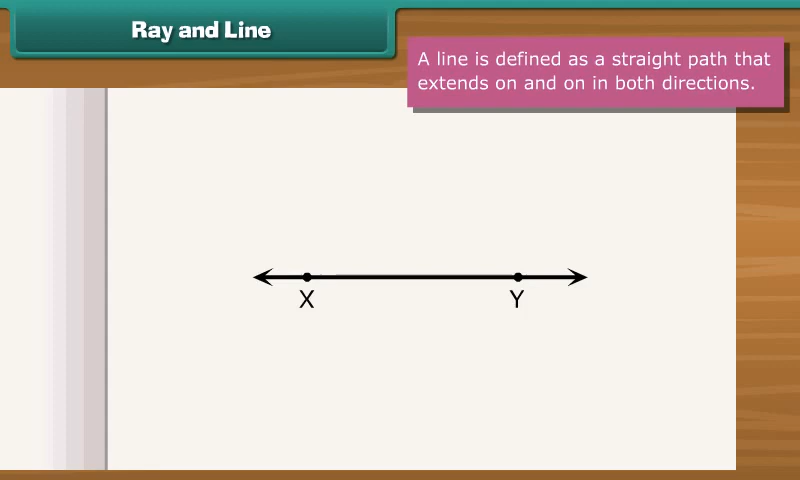 Ray and Line
A line is defined as a straight path that
extends on and on in both directions.
X Y